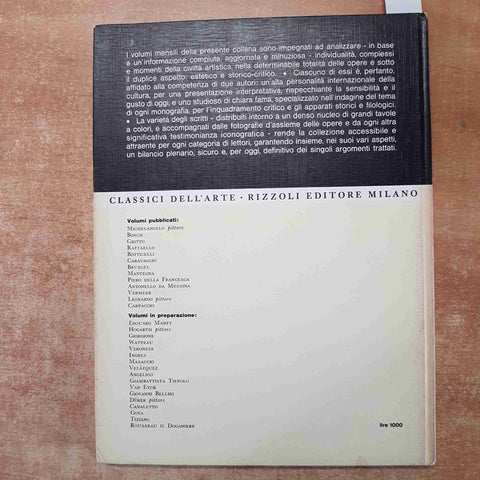 I volumi mensili della presente collana sono impegnati ad analizzare - in base
a un'informazione compiuta, aggiornata e minuziosa - individualità, complessi
e momenti della civiltà artistica, nella determinabile totalità delle opere e sotto
il duplice aspetto: estetico e storico-critico. • Ciascuno di essi è, pertanto,
affidato alla competenza di due autori: un'alla personalità internazionale della
cultura, per una presentazione interpretativa, rispecchiante la sensibilità e il
gusto di oggi, e uno studioso di chiara fama, specializzato nell'indagine del tema
di ogni monografia, per l'inquadramento critico e gli apparati storici e filologici.
• La varietà degli scritti - distribuiti intorno a un denso nucleo di grandi tavole
a colori, e accompagnati dalle fotografie d'assieme delle opere e da ogni altra
significativa testimonianza iconografica - rende la collezione accessibile e
attraente per ogni categoria di lettori, garantendo insieme, nei suoi vari aspetti,
un bilancio plenario, sicuro e, per oggi, definitivo dei singoli argomenti trattati.
CLASSICI DELL'ARTE · RIZZOLI EDITORE MILANO
Volumi pubblicati:
MICHELANGELO pittore
BOSCH
GIOTTO
RAFFAELLO
BOTTICELLI
CARAVAGGIO
BRUEGEL
MANTEGNA
PIERO DELLA FRANCESCA
ANTONELLO DA MESSINA
VERMEER
LEONARDO pittore
CARPACCIO
Volumi in preparazione:
EDOUARD MANET
HOGARTH pittore
GIORGIONE
WATTEAU
VERONESE
INGRES
MASACCIO
VELÁZQUEZ
ANGELICO
GIAMBATTISTA TIEPOLO
VAN EYCK
GIOVANNI BELLINI
DÜRER pittore
CANALETTO
GOYA
TIZIANO
ROUSSEAU IL DOGANIERE
lire 1000